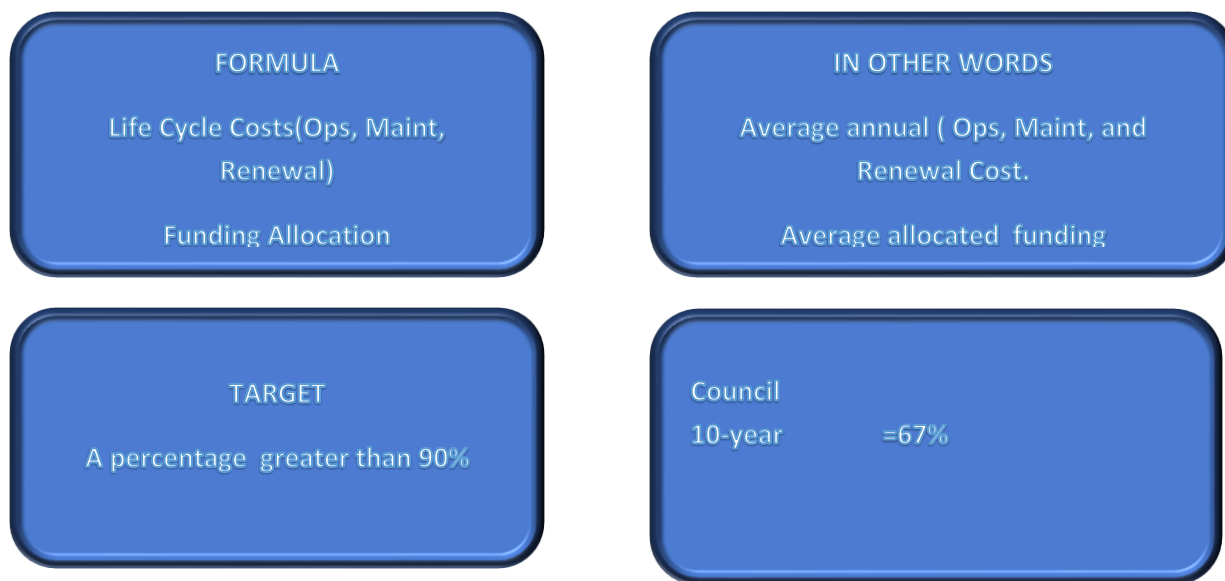 FORMULA
Life Cycle Costs(Ops, Maint,
Renewal)
Funding Allocation
IN OTHER WORDS
Average annual ( Ops, Maint, and
Renewal Cost.
Average allocated  funding
TARGET
A percentage  greater than 90%
Council
10-year =67%